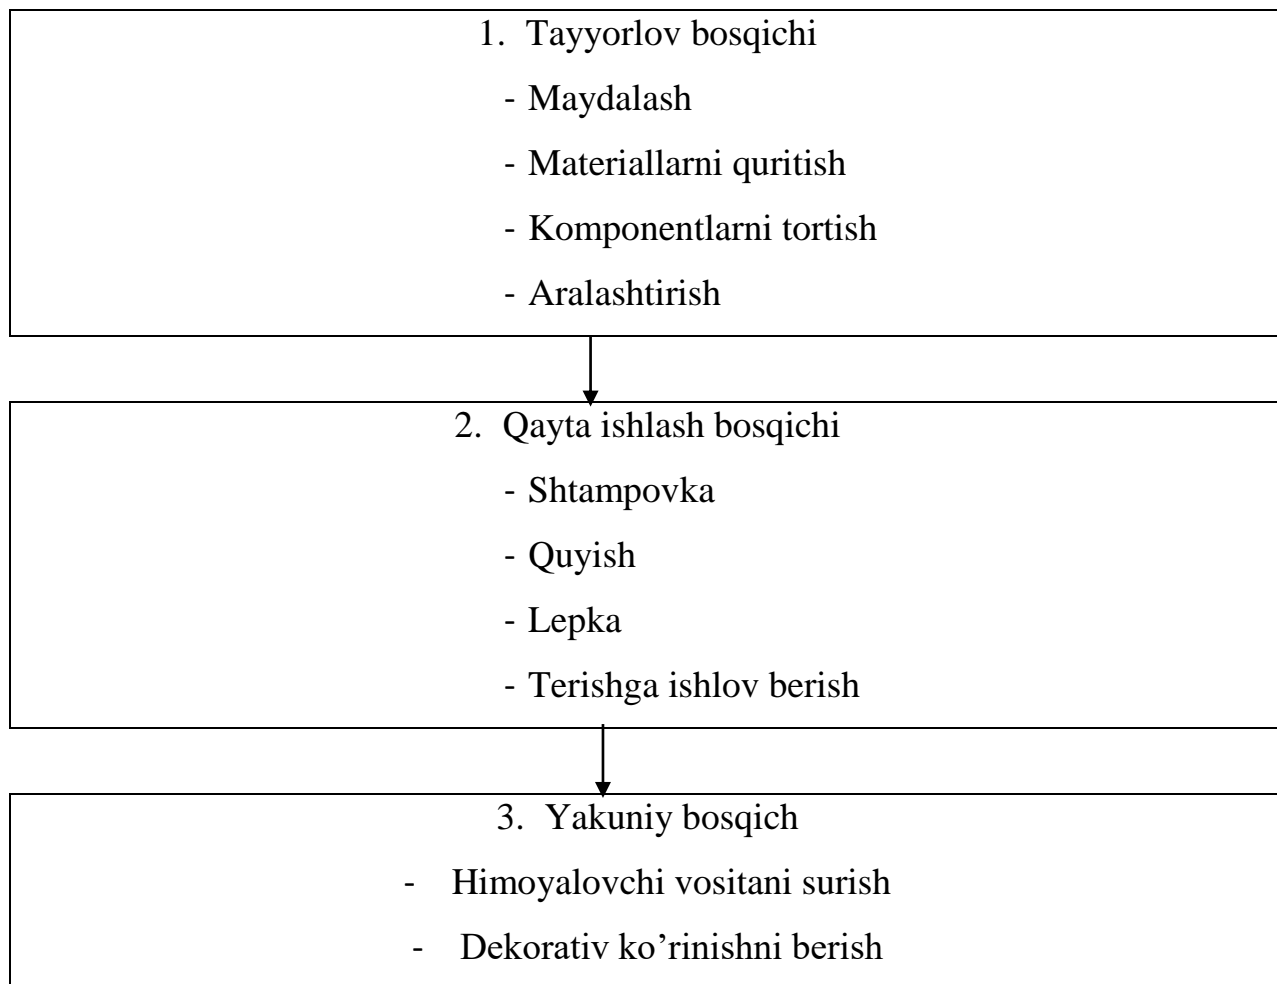 1. Tayyorlov bosqichi
- Maydalash
- Materiallarni quritish
- Komponentlarni tortish
- Aralashtirish
2. Qayta ishlash bosqichi
- Shtampovka
- Quyish
- Lepka
- Terishga ishlov berish
3. Yakuniy bosqich
- Himoyalovchi vositani surish
- Dekorativ ko’rinishni berish